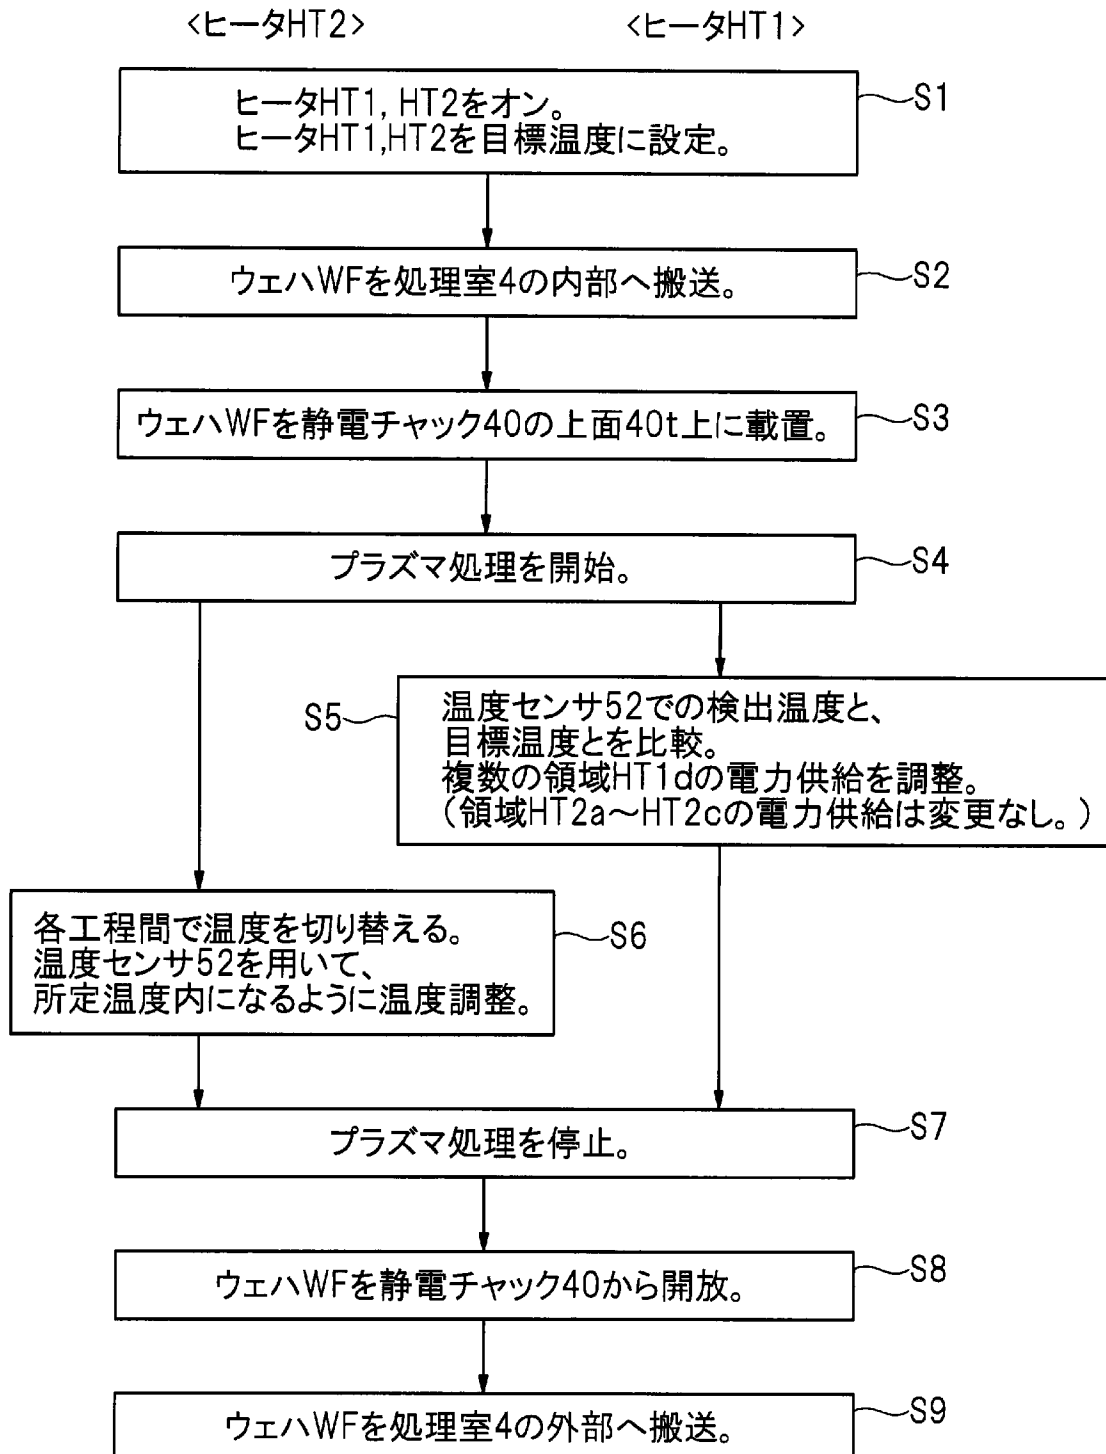 <ヒータHT2>
<ヒータHT1>
ヒータHT1, HT2をオン。
ヒータHT1,HT2を目標温度に設定。
S1
ウェハWFを処理室4の内部へ搬送。
S2
ウェハWFを静電チャック40の上面40t上に載置。
S3
プラズマ処理を開始。
S4
S5
温度センサ52での検出温度と、
目標温度とを比較。
複数の領域HT1dの電力供給を調整。
(領域HT2a～HT2cの電力供給は変更なし。)
各工程間で温度を切り替える。
温度センサ52を用いて、
所定温度内になるように温度調整。
S6
プラズマ処理を停止。
S7
ウェハWFを静電チャック40から開放。
S8
ウェハWFを処理室4の外部へ搬送。
S9